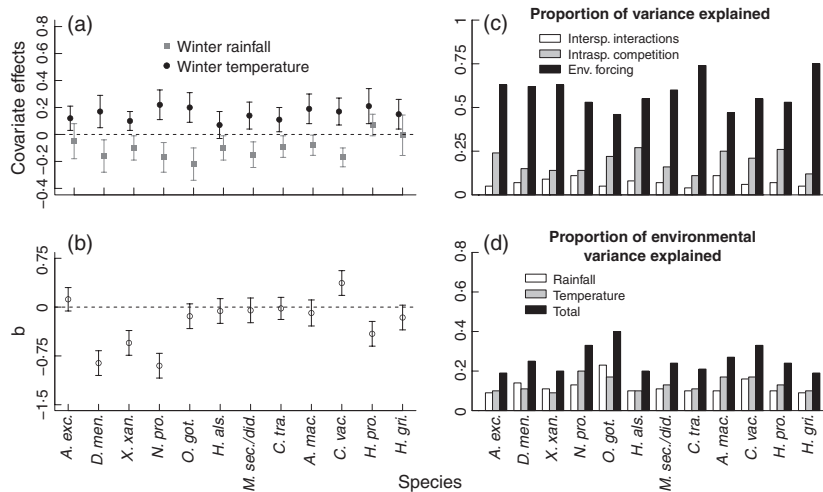 (a)
Covariate effects
0·8
0·6
0·4
0·2
0
−0·2
−0·4
Winter rainfall
Winter temperature
(b)
b
0·75
0
−0·75
−1·5
A. exc.
D. men.
X. xan.
N. pro.
O. got.
H. als.
M. sec./did.
C. tra.
A. mac.
C. vac.
H. pro.
H. gri.
(c)
Proportion of variance explained
1
0·75
0·5
0·25
0
Intersp. interactions
Intrasp. competition
Env. forcing
(d)
Proportion of environmental
variance explained
0·8
0·6
0·4
0·2
0
Rainfall
Temperature
Total
A. exc.
D. men.
X. xan.
N. pro.
O. got.
H. als.
M. sec./did.
C. tra.
A. mac.
C. vac.
H. pro.
H. gri.
Species